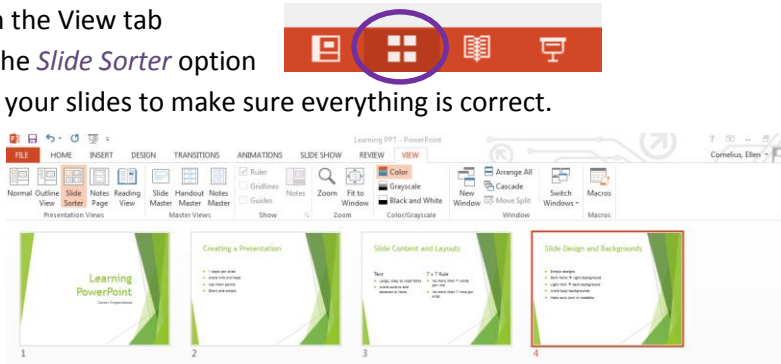 the View tab
he Slide Sorter option
your slides to make sure everything is correct.
Learning PPT - PowerPoint
FILE HOME INSERT DESIGN TRANSITIONS ANIMATIONS SLIDE SHOW REVIEW VIEW
Cornelius, Ellen
Normal Outline View Slide Sorter Notes Page Reading View
Slide Master Handout Master Notes Master
Ruler
Gridlines
Guides
Notes
Zoom Fit to Window
Color
Grayscale
Black and White
New Window
Arrange All
Cascade
Move Split
Switch Windows
Macros
Presentation Views Master Views Show Zoom Color/Grayscale Window Macros
Learning
PowerPoint
1
Creating a Presentation
2
Slide Content and Layouts
Text
7 x 7 Rule
3
Slide Design and Backgrounds
Simple designs
4